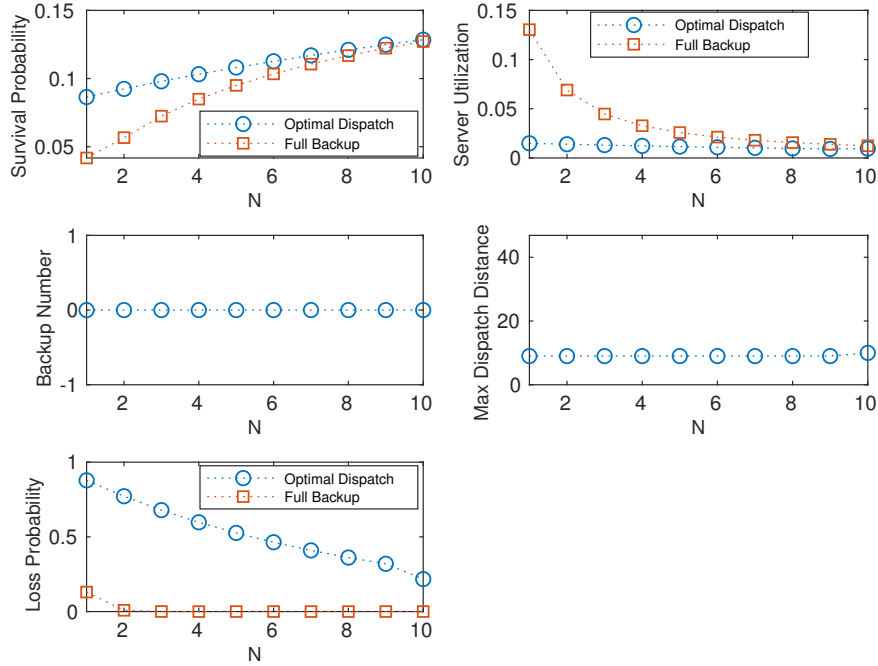 0.15
0.1
0.05
Survival Probability
Optimal Dispatch
Full Backup
2 4 6 8 10
N
0.15
0.1
0.05
0
Server Utilization
Optimal Dispatch
Full Backup
2 4 6 8 10
N
1
0
-1
Backup Number
2 4 6 8 10
N
40
20
0
Max Dispatch Distance
2 4 6 8 10
N
1
0.5
0
Loss Probability
Optimal Dispatch
Full Backup
2 4 6 8 10
N